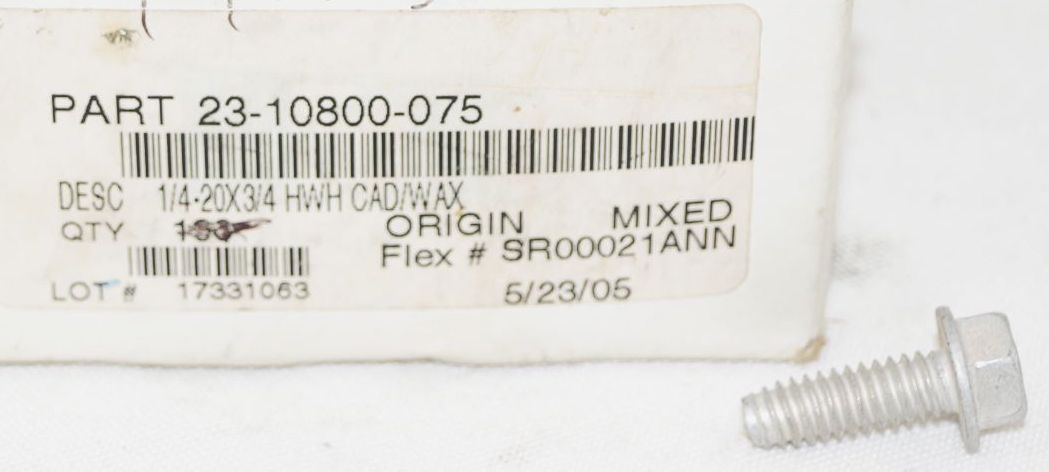 PART 23-10800-075
DESC 1/4-20X3/4 HWH CAD/WAX
QTY
ORIGIN MIXED
Flex # SR00021ANN
LOT # 17331063
5/23/05